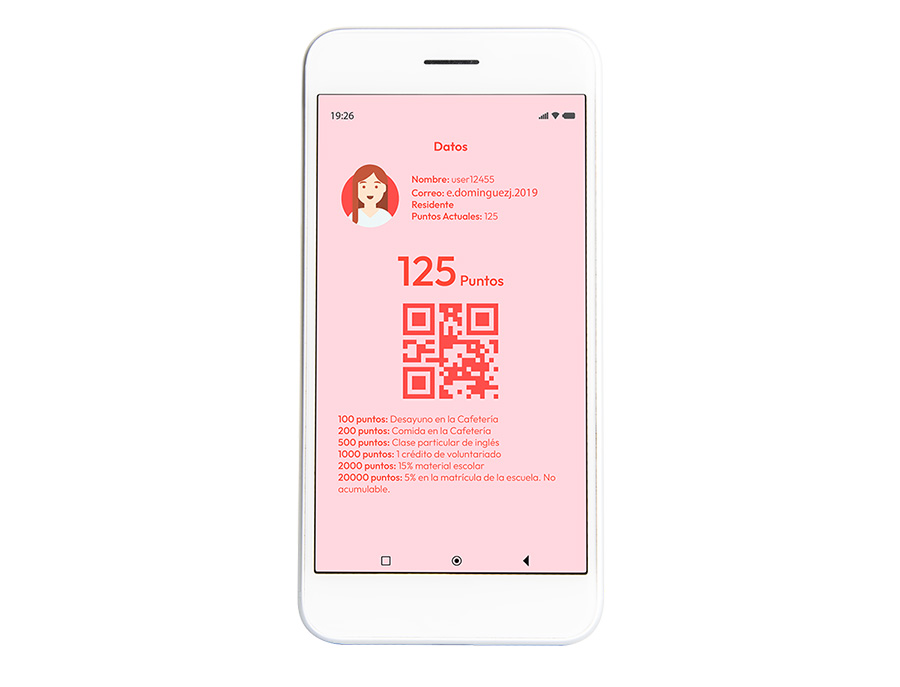 19:26
Datos
Nombre: user12455
Correo: e.dominguezj.2019
Residente
Puntos Actuales: 125
125 Puntos
100 puntos: Desayuno en la Cafetería
200 puntos: Comida en la Cafetería
500 puntos: Clase particular de inglés
1000 puntos: 1 crédito de voluntariado
2000 puntos: 15% material escolar
20000 puntos: 5% en la matrícula de la escuela. No
acumulable.